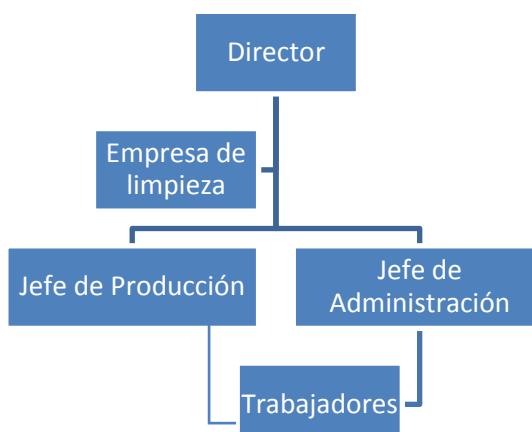 Director
Empresa de
limpieza
Jefe de Producción
Jefe de
Administración
Trabajadores